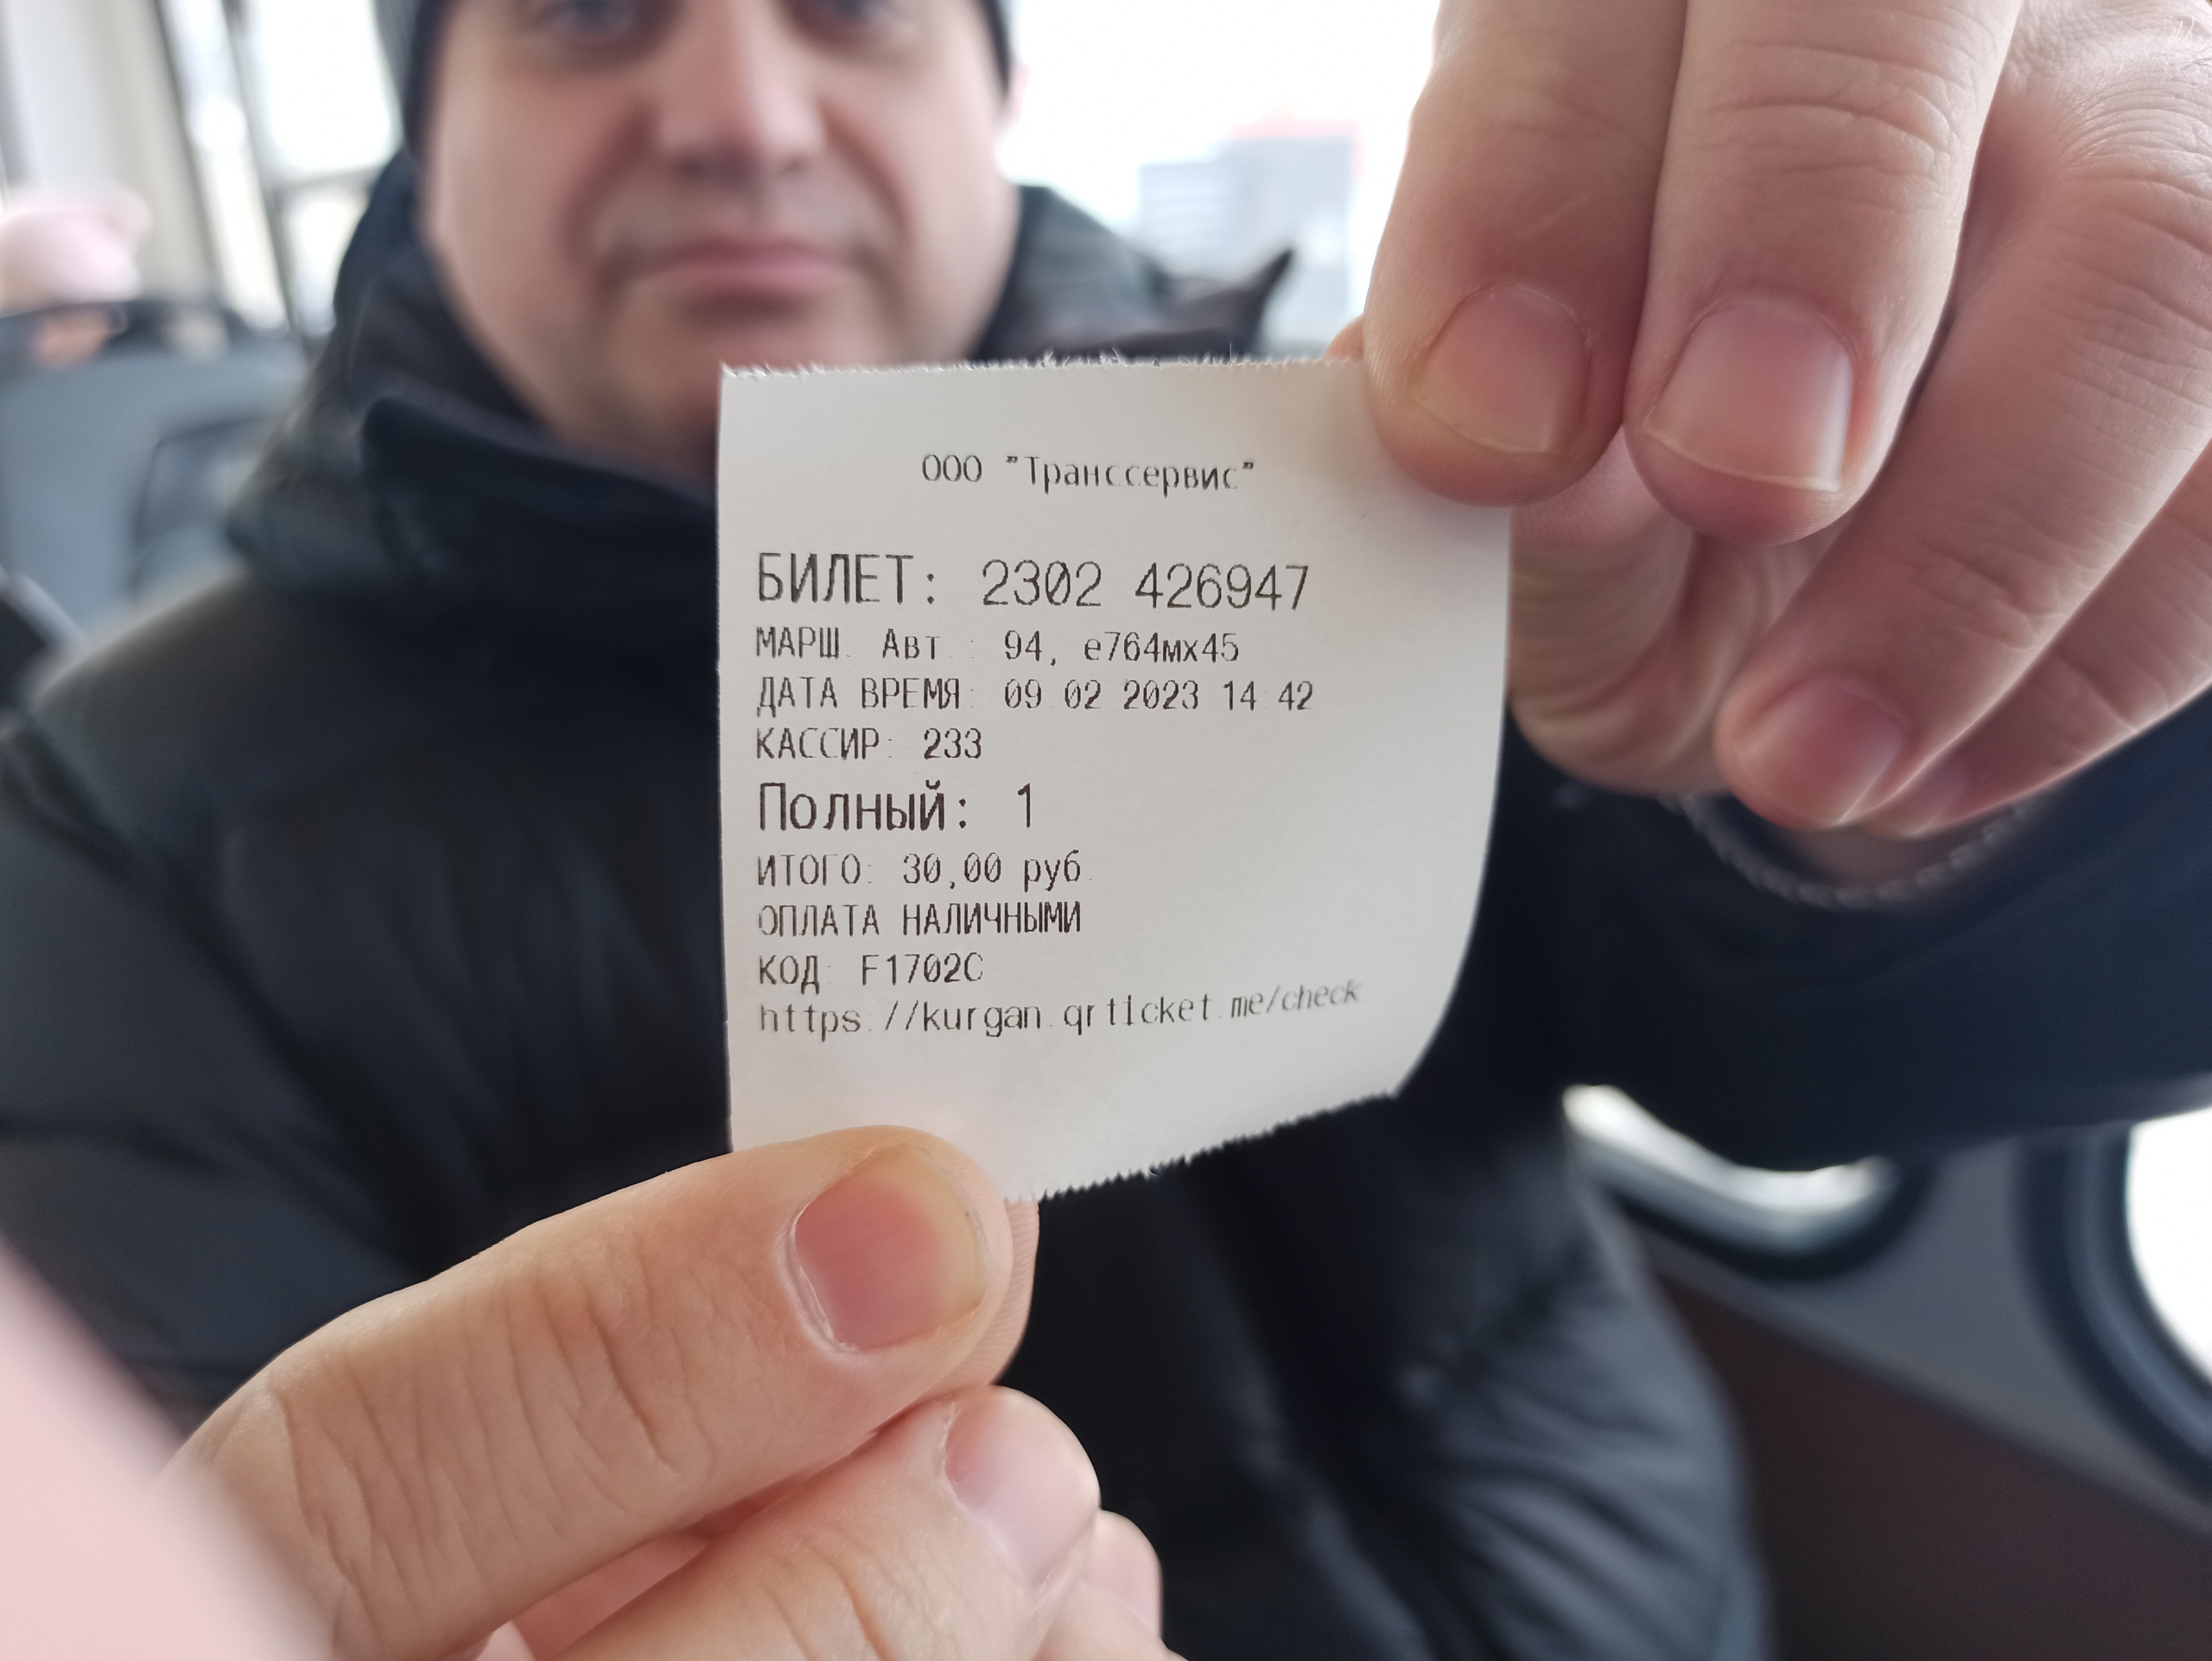 ООО "Транссервис"
БИЛЕТ: 2302 426947
МАРШ. Авт.: 94, е764мх45
ДАТА ВРЕМЯ: 09.02.2023 14:42
КАССИР: 233
Полный: 1
ИТОГО: 30,00 руб.
ОПЛАТА НАЛИЧНЫМИ
КОД: F1702C
https://kurgan.qrticket.me/check